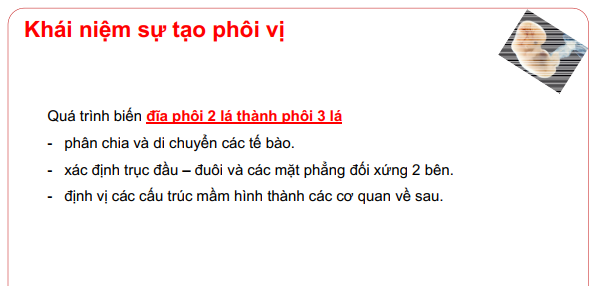 Khái niệm sự tạo phôi vị
Quá trình biến đĩa phôi 2 lá thành phôi 3 lá
- phân chia và di chuyển các tế bào.
- xác định trục đầu – đuôi và các mặt phẳng đối xứng 2 bên.
- định vị các cấu trúc mầm hình thành các cơ quan về sau.